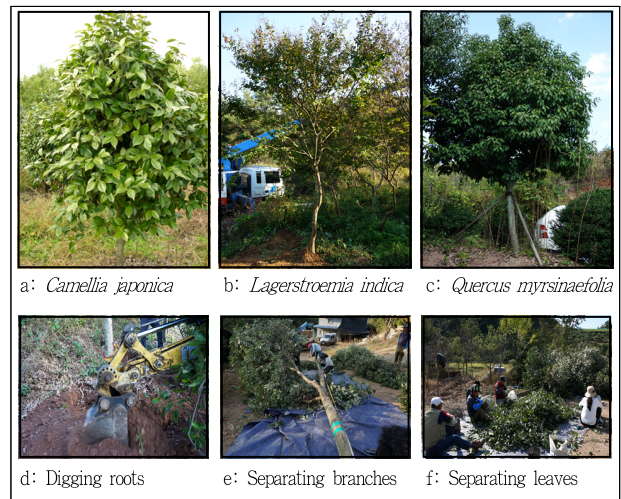 a: Camellia japonica
b: Lagerstroemia indica
c: Quercus myrsinaefolia
d: Digging roots
e: Separating branches
f: Separating leaves